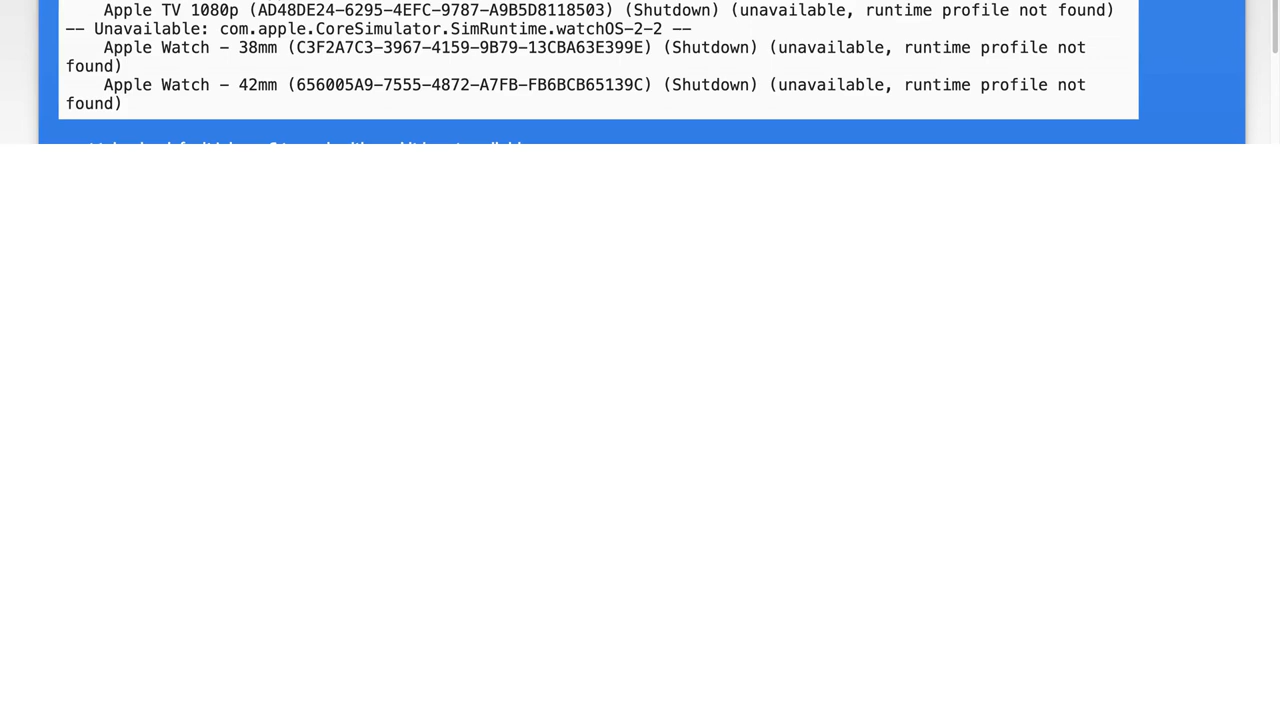 Apple TV 1080p (AD48DE24-6295-4EFC-9787-A9B5D8118503) (Shutdown) (unavailable, runtime profile not found)
-- Unavailable: com.apple.CoreSimulator.SimRuntime.watchOS-2-2 --
Apple Watch - 38mm (C3F2A7C3-3967-4159-9B79-13CBA63E399E) (Shutdown) (unavailable, runtime profile not
found)
Apple Watch - 42mm (656005A9-7555-4872-A7FB-FB6BCB65139C) (Shutdown) (unavailable, runtime profile not
found)